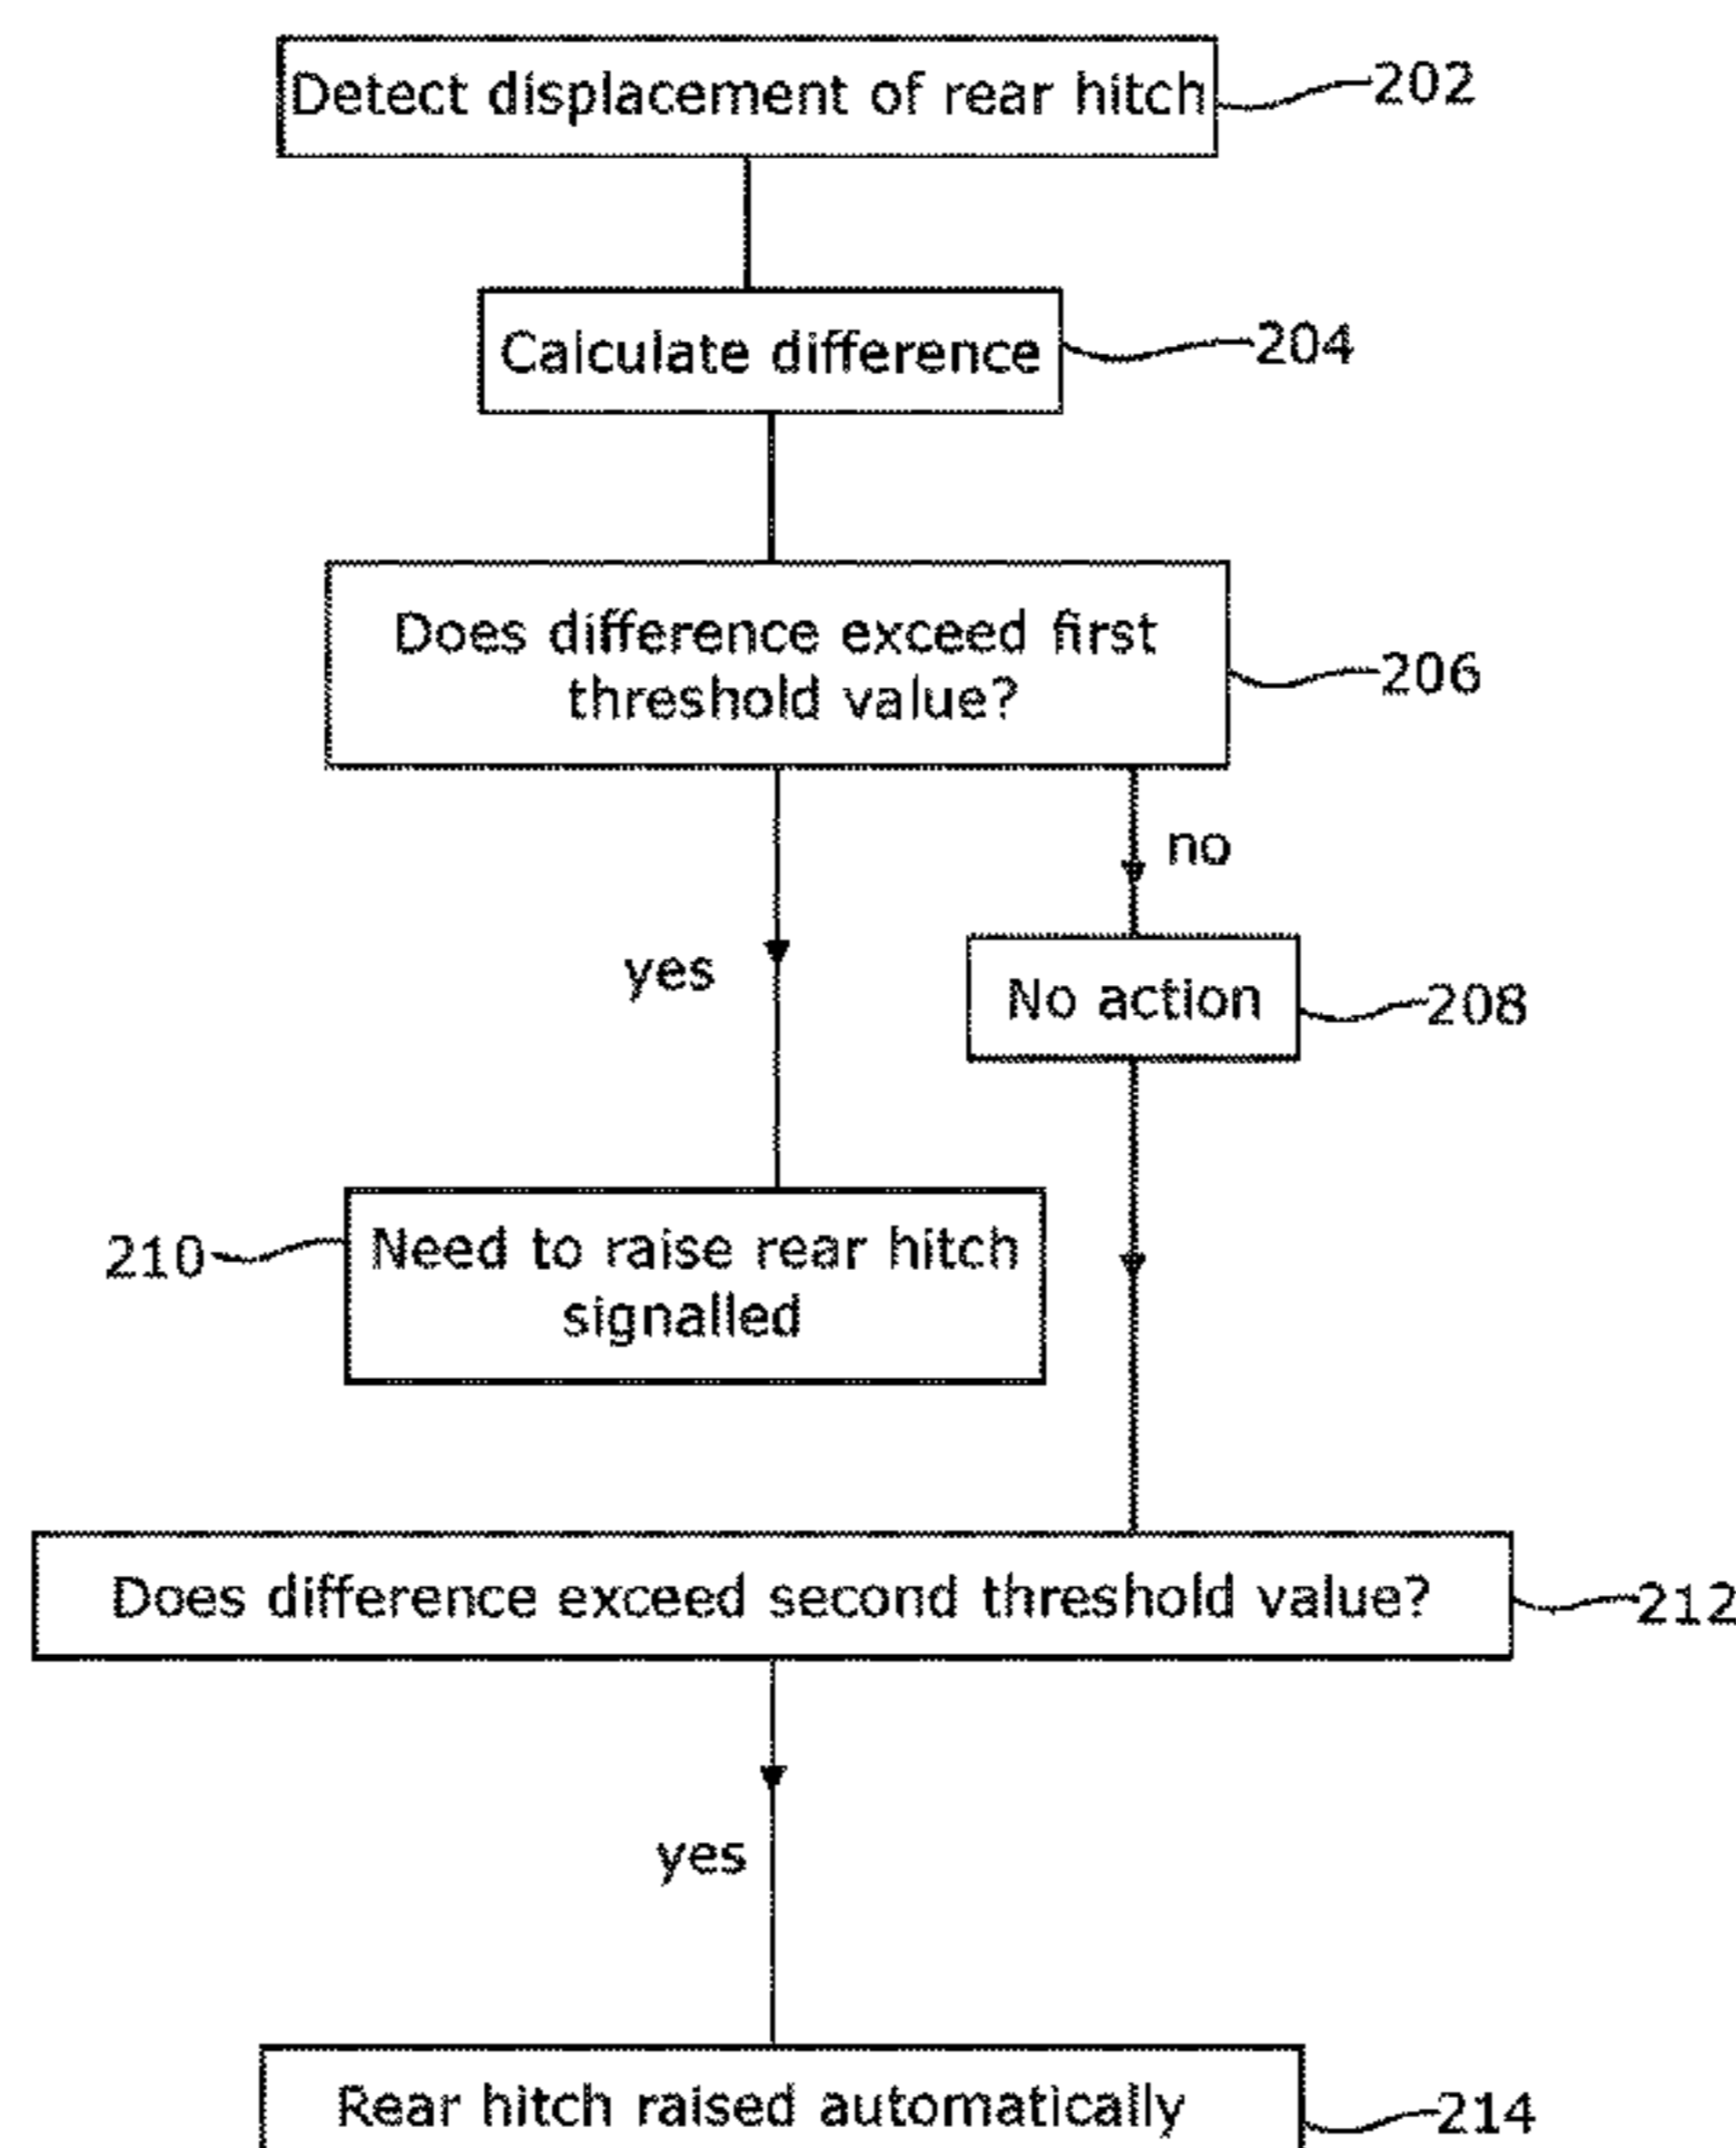 Detect displacement of rear hitch
202
Calculate difference
204
Does difference exceed first
threshold value?
206
no
yes
No action
208
210
Need to raise rear hitch
signalled
Does difference exceed second threshold value?
212
yes
Rear hitch raised automatically
214